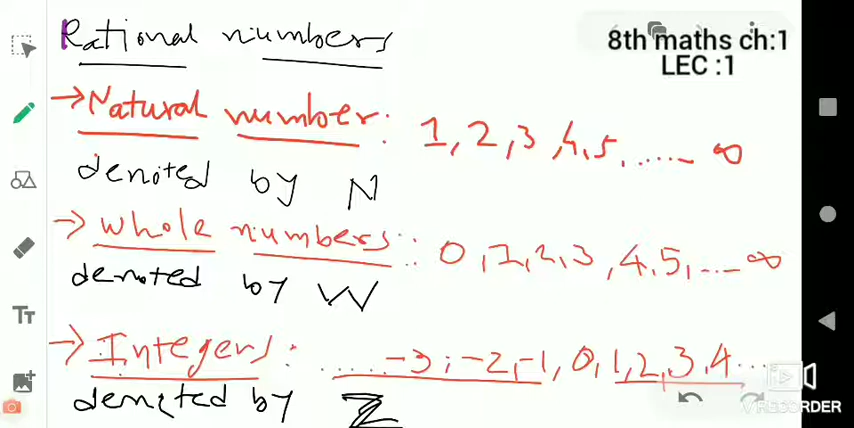 Rational numbers
8th maths ch:1
LEC :1
→ Natural number: 1, 2, 3, 4, 5, ...... ∞
denoted by N
→ Whole numbers: 0, 1, 2, 3, 4, 5, ..... ∞
denoted by W
→ Integers: ...... -3, -2, -1, 0, 1, 2, 3, 4 ...
denoted by Z
TT
V RECORDER